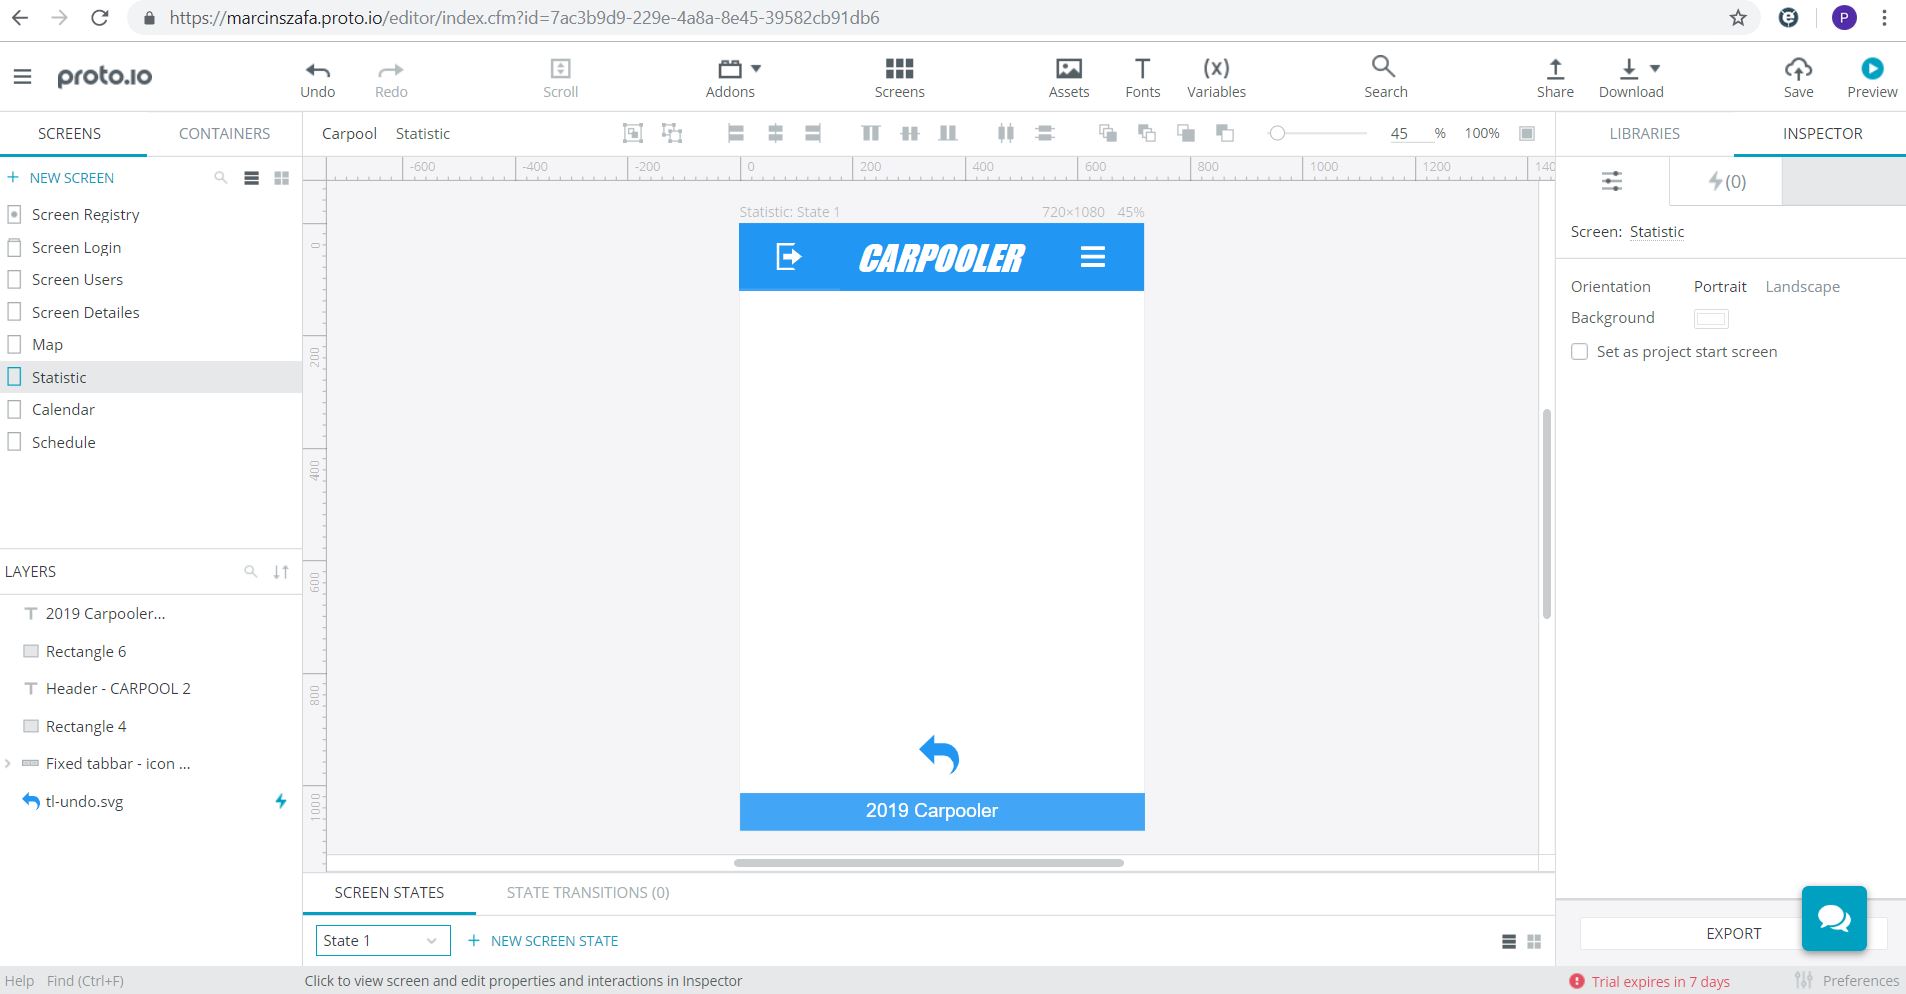 https://marcinszafa.proto.io/editor/index.cfm?id=7ac3b9d9-229e-4a8a-8e45-39582cb91db6
P
proto.io
Undo
Redo
Scroll
Addons
Screens
Assets
Fonts
(x)
Variables
Search
Share
Download
Save
Preview
SCREENS
CONTAINERS
Carpool
Statistic
45 %
100%
LIBRARIES
INSPECTOR
+ NEW SCREEN
Screen Registry
Screen Login
Screen Users
Screen Detailes
Map
Statistic
Calendar
Schedule
LAYERS
T 2019 Carpooler...
Rectangle 6
T Header - CARPOOL 2
Rectangle 4
Fixed tabbar - icon ...
tl-undo.svg
-600 -400 -200 0 200 400 600 800 1000 1200 140
0
200
400
600
800
1000
Statistic: State 1
720×1080 45%
CARPOOLER
2019 Carpooler
(0)
Screen: Statistic
Orientation Portrait Landscape
Background
Set as project start screen
SCREEN STATES
STATE TRANSITIONS (0)
State 1
+ NEW SCREEN STATE
EXPORT
Help Find (Ctrl+F)
Click to view screen and edit properties and interactions in Inspector
Trial expires in 7 days
Preferences